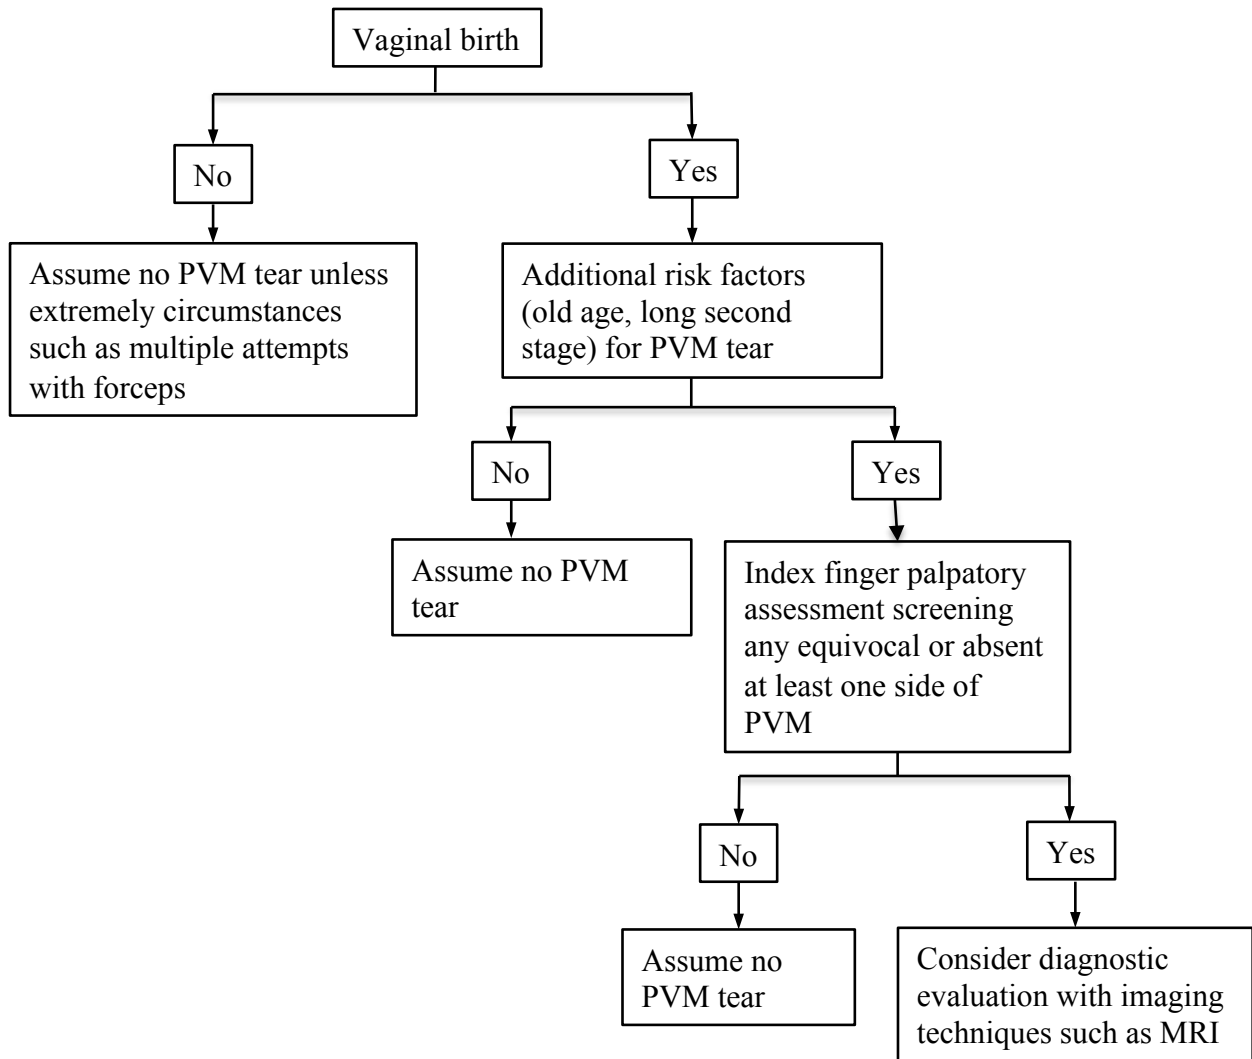 Vaginal birth
No
Yes
Assume no PVM tear unless
extremely circumstances
such as multiple attempts
with forceps
Additional risk factors
(old age, long second
stage) for PVM tear
No
Yes
Assume no PVM
tear
Index finger palpatory
assessment screening
any equivocal or absent
at least one side of
PVM
No
Yes
Assume no
PVM tear
Consider diagnostic
evaluation with imaging
techniques such as MRI